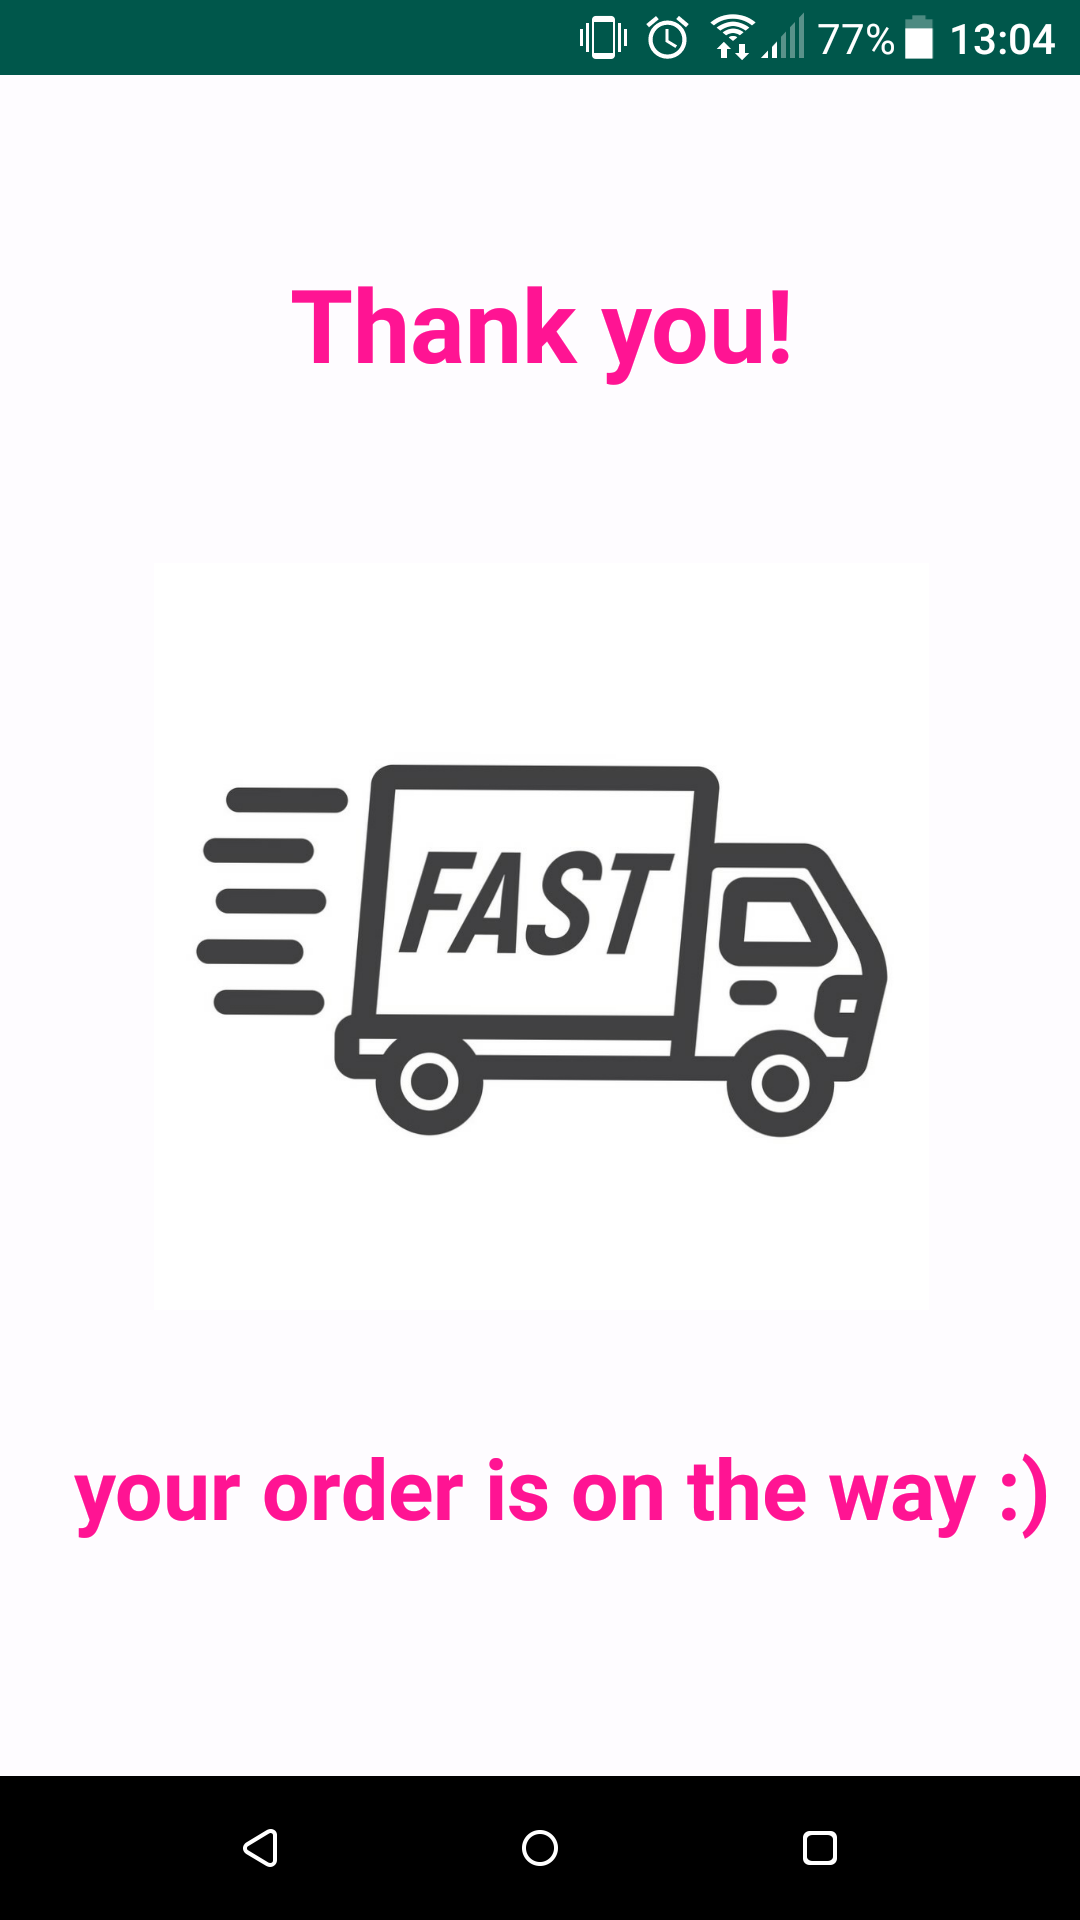 77% 13:04
Thank you!
FAST
your order is on the way :)